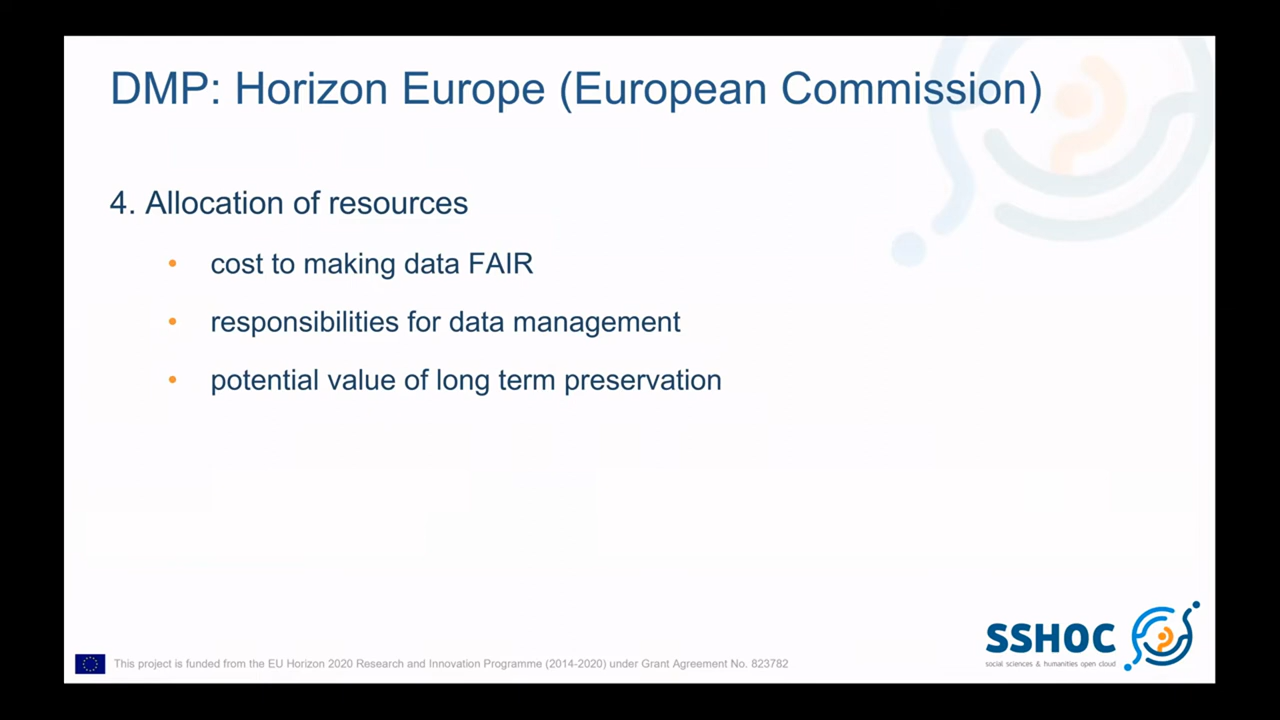 DMP: Horizon Europe (European Commission)
4. Allocation of resources
• cost to making data FAIR
• responsibilities for data management
• potential value of long term preservation
SSHOC
social sciences & humanities open cloud
This project is funded from the EU Horizon 2020 Research and Innovation Programme (2014-2020) under Grant Agreement No. 823782